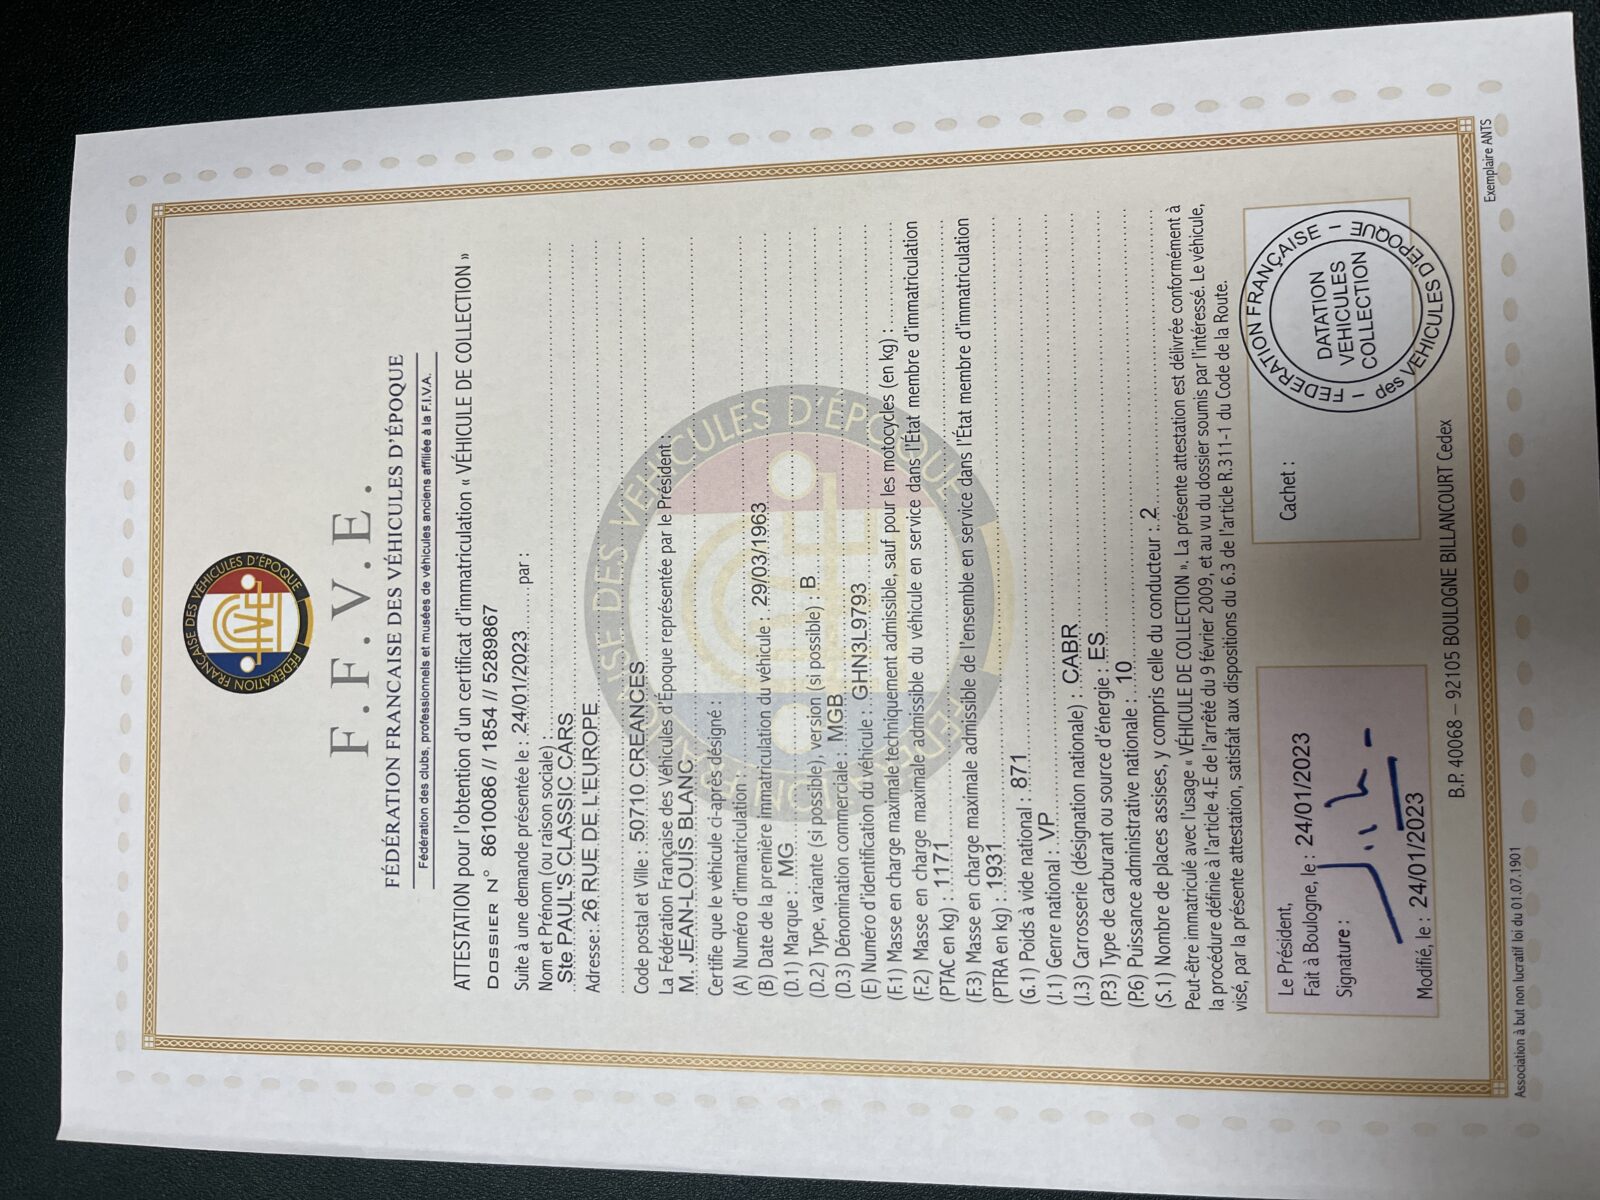 FÉDÉRATION FRANÇAISE DES VÉHICULES D'ÉPOQUE
FFVE
F.F.V.E.
FÉDÉRATION FRANCAISE DES VÉHICULES D'ÉPOQUE
Fédération des clubs, professionnels et musées de véhicules anciens affiliée à la F.I.V.A.
ATTESTATION pour l'obtention d'un certificat d'immatriculation « VÉHICULE DE COLLECTION »
DOSSIER N° 8610086 // 1854 // 5289867
Suite à une demande présentée le : 24/01/2023 par :
Nom et Prénom (ou raison sociale) :
Ste PAUL'S CLASSIC CARS
Adresse : 26 RUE DE L'EUROPE
Code postal et Ville : 50710 CREANCES
La Fédération Française des Véhicules d'Époque représentée par le Président :
M. JEAN-LOUIS BLANC
Certifie que le véhicule ci-après désigné :
(A) Numéro d'immatriculation :
(B) Date de la première immatriculation du véhicule : 29/03/1963
(D.1) Marque : MG
(D.2) Type, variante (si possible), version (si possible) : B
(D.3) Dénomination commerciale : MGB
(E) Numéro d'identification du véhicule : GHN3L9793
(F.1) Masse en charge maximale techniquement admissible, sauf pour les motocycles (en kg) :
(F.2) Masse en charge maximale admissible du véhicule en service dans l'État membre d'immatriculation
(PTAC en kg) : 1171
(F.3) Masse en charge maximale admissible de l'ensemble en service dans l'État membre d'immatriculation
(PTRA en kg) : 1931
(G.1) Poids à vide national : 871
(J.1) Genre national : VP
(J.3) Carrosserie (désignation nationale) : CABR
(P.3) Type de carburant ou source d'énergie : ES
(P.6) Puissance administrative nationale : 10
(S.1) Nombre de places assises, y compris celle du conducteur : 2
Peut-être immatriculé avec l'usage « VÉHICULE DE COLLECTION ». La présente attestation est délivrée conformément à
la procédure définie à l'article 4.E de l'arrêté du 9 février 2009, et au vu du dossier soumis par l'intéressé. Le véhicule,
visé, par la présente attestation, satisfait aux dispositions du 6.3 de l'article R.311-1 du Code de la Route.
Le Président,
Fait à Boulogne, le : 24/01/2023
Signature :
Modifié, le : 24/01/2023
Cachet :
FEDERATION FRANÇAISE – des VÉHICULES D'ÉPOQUE –
DATATION
VEHICULES
COLLECTION
B.P. 40068 – 92105 BOULOGNE BILLANCOURT Cedex
Association à but non lucratif loi du 01.07.1901
Exemplaire ANTS